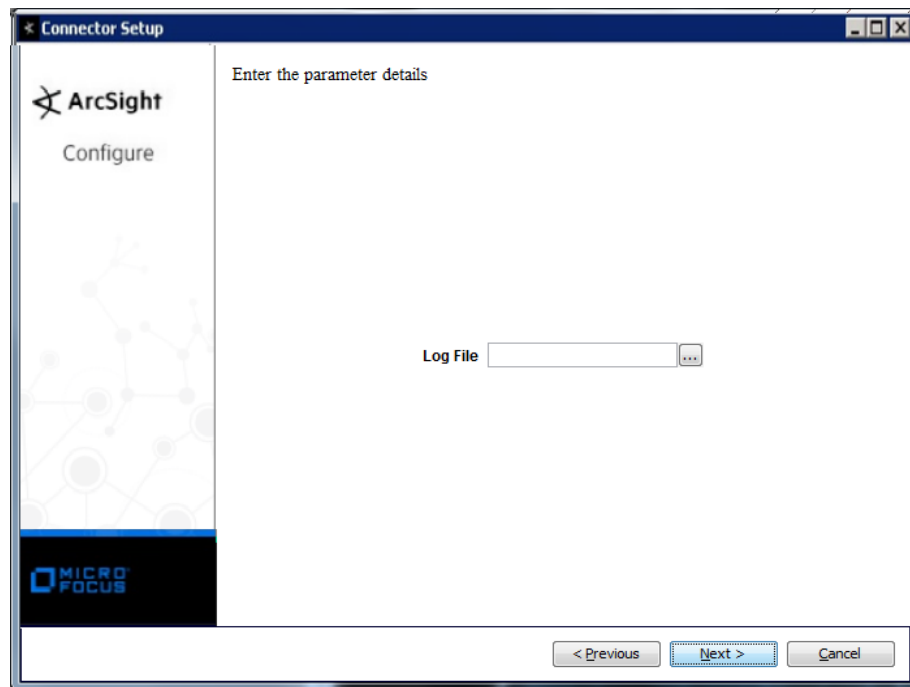 Connector Setup
Enter the parameter details
ArcSight
Configure
Log File
...
MICRO
FOCUS
< Previous
Next >
Cancel